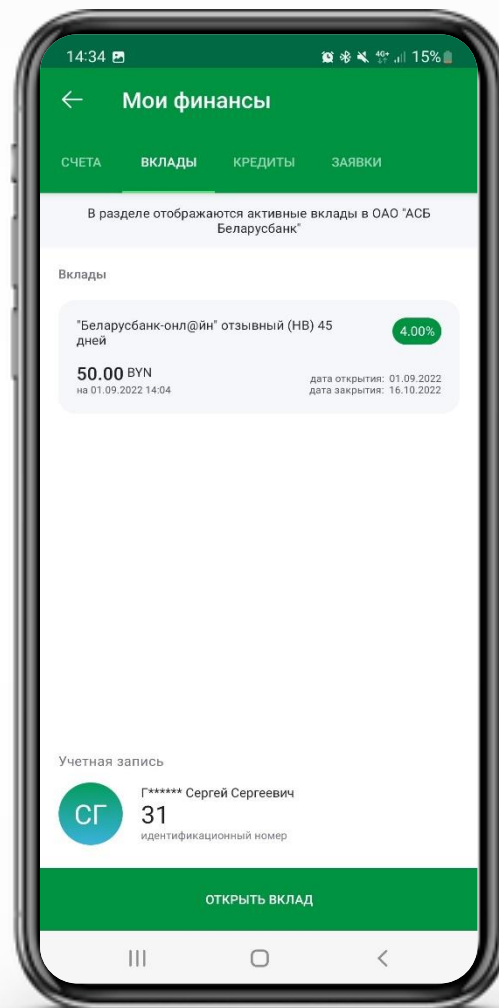 14:34 4G+ 15%
Мои финансы
СЧЕТА ВКЛАДЫ КРЕДИТЫ ЗАЯВКИ
В разделе отображаются активные вклады в ОАО "АСБ
Беларусбанк"
Вклады
"Беларусбанк-онл@йн" отзывный (НВ) 45
дней
4.00%
50.00 BYN
на 01.09.2022 14:04
дата открытия: 01.09.2022
дата закрытия: 16.10.2022
Учетная запись
СГ
Г****** Сергей Сергеевич
31
идентификационный номер
ОТКРЫТЬ ВКЛАД